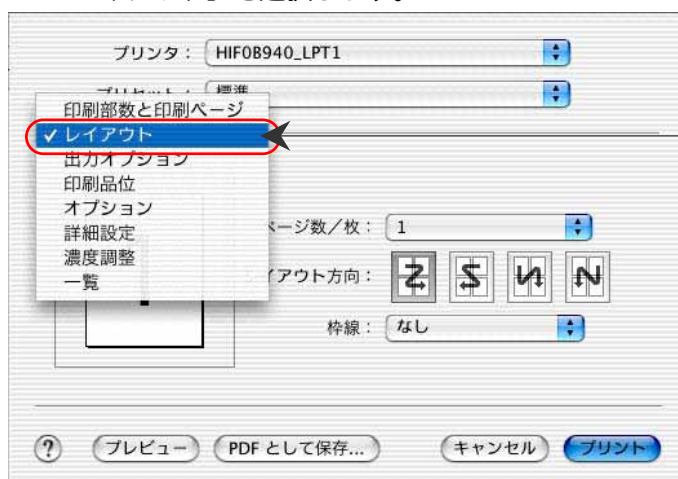 プリンタ： HIF0B940_LPT1
標準
印刷部数と印刷ページ
✓レイアウト
出力オプション
印刷品位
オプション
詳細設定
濃度調整
一覧
ページ数／枚： 1
イアウト方向：
枠線： なし
? プレビュー PDF として保存... キャンセル プリント